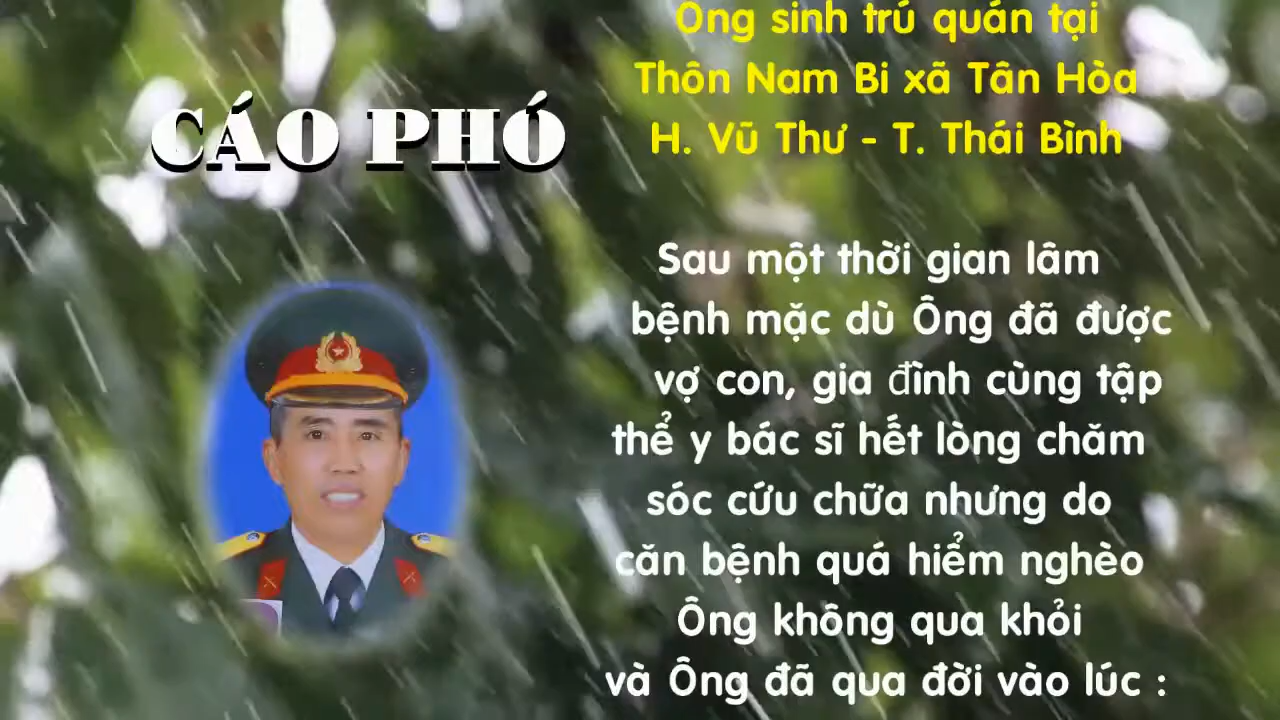 CÁO PHÓ
Ông sinh trú quán tại
Thôn Nam Bi xã Tân Hòa
H. Vũ Thư - T. Thái Bình
Sau một thời gian lâm
bệnh mặc dù Ông đã được
vợ con, gia đình cùng tập
thể y bác sĩ hết lòng chăm
sóc cứu chữa nhưng do
căn bệnh quá hiểm nghèo
Ông không qua khỏi
và Ông đã qua đời vào lúc :